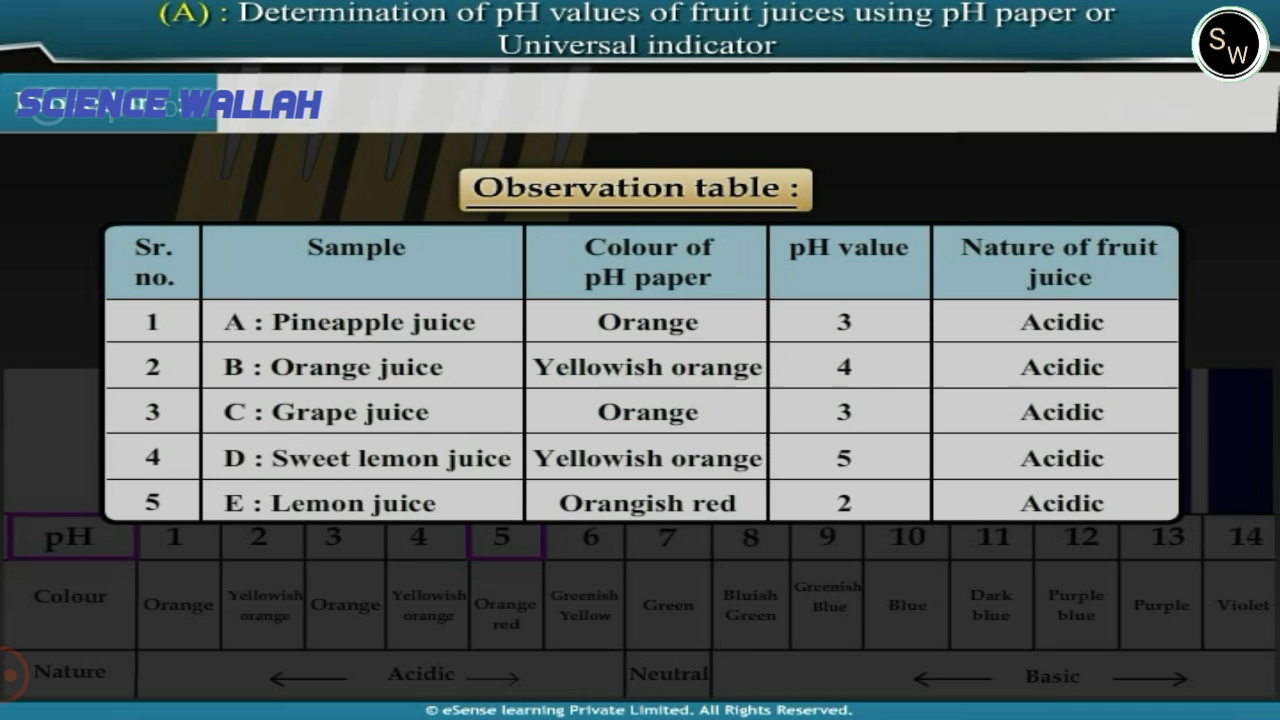 (A) : Determination of pH values of fruit juices using pH paper or
Universal indicator
S
W
SCIENCE WALLAH
Observation table :
Sr. no. Sample Colour of pH paper pH value Nature of fruit juice
1 A : Pineapple juice Orange 3 Acidic
2 B : Orange juice Yellowish orange 4 Acidic
3 C : Grape juice Orange 3 Acidic
4 D : Sweet lemon juice Yellowish orange 5 Acidic
5 E : Lemon juice Orangish red 2 Acidic
pH 1 2 3 4 5 6 7 8 9 10 11 12 13 14
Colour Orange Yellowish orange Orange Yellowish orange Orange red Greenish Yellow Green Bluish Green Greenish Blue Blue Dark blue Purple blue Purple Violet
Nature Acidic Neutral Basic
© eSense learning Private Limited. All Rights Reserved.